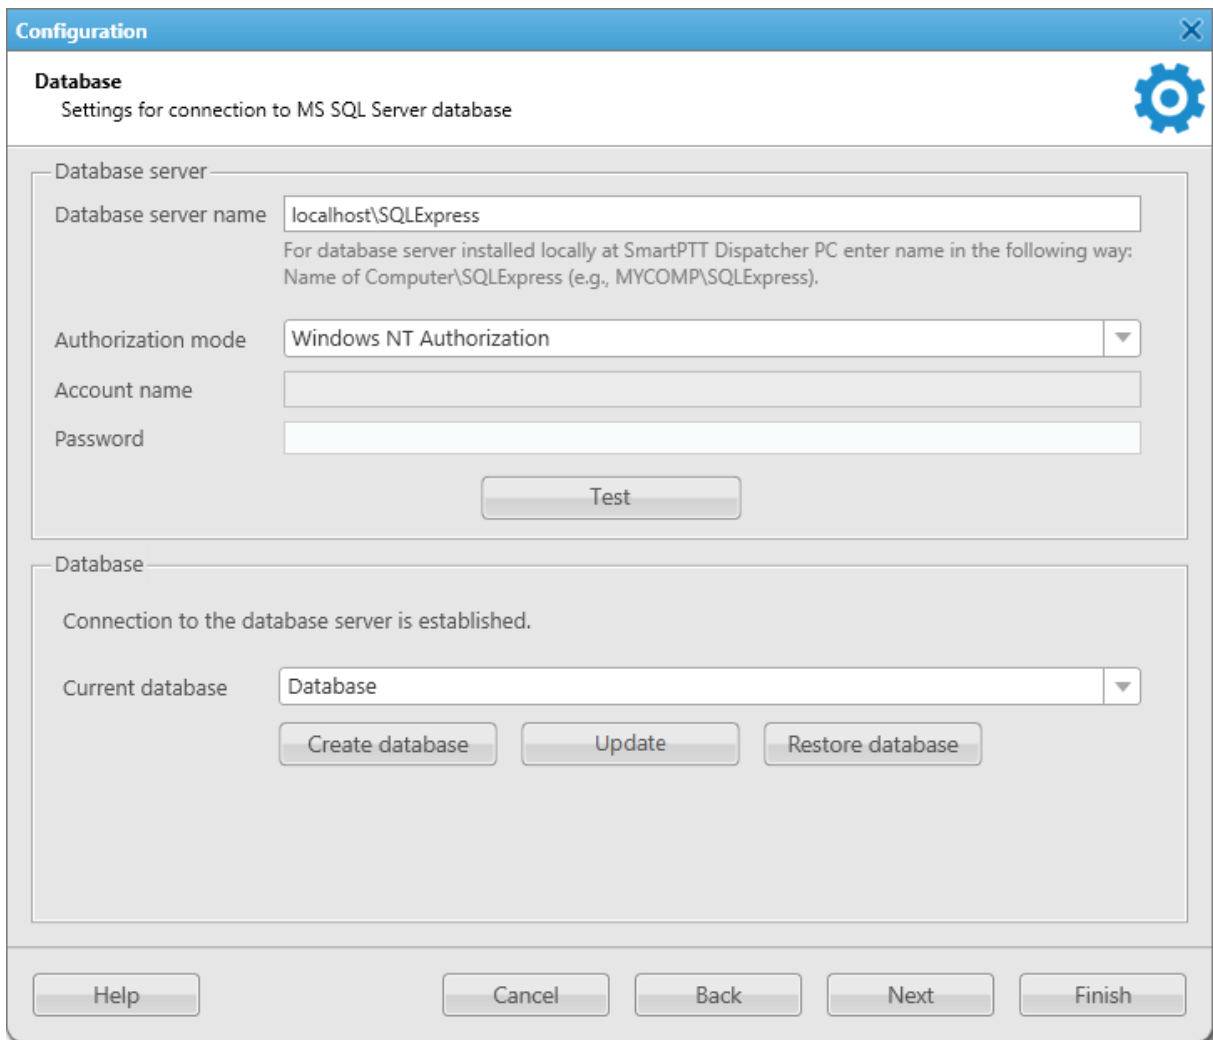 Configuration
Database
Settings for connection to MS SQL Server database
Database server
Database server name
localhost\SQLExpress
For database server installed locally at SmartPTT Dispatcher PC enter name in the following way:
Name of Computer\SQLExpress (e.g., MYCOMP\SQLExpress).
Authorization mode
Windows NT Authorization
Account name
Password
Test
Database
Connection to the database server is established.
Current database
Database
Create database
Update
Restore database
Help
Cancel
Back
Next
Finish